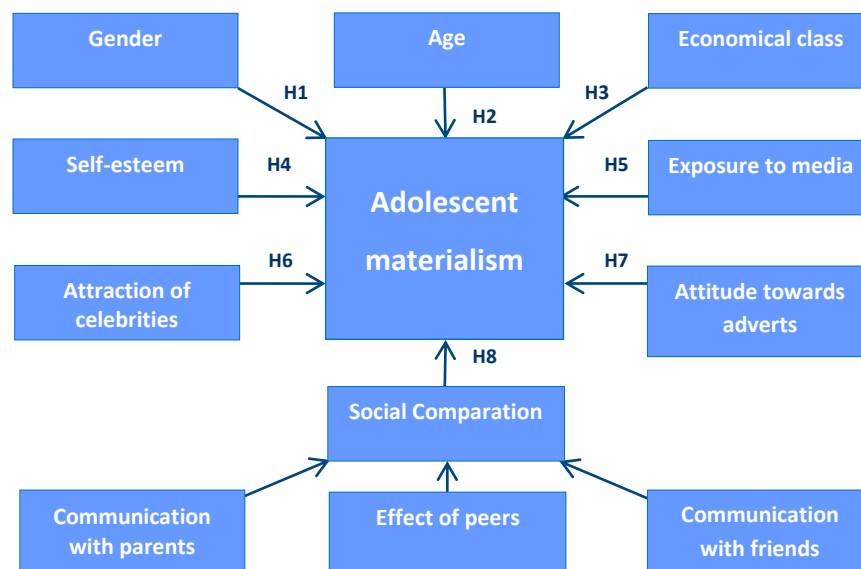 Gender
Age
Economical class
H1
H2
H3
Self-esteem
H4
Adolescent
materialism
H5
Exposure to media
Attraction of
celebrities
H6
H7
Attitude towards
adverts
H8
Social Comparation
Communication
with parents
Effect of peers
Communication
with friends